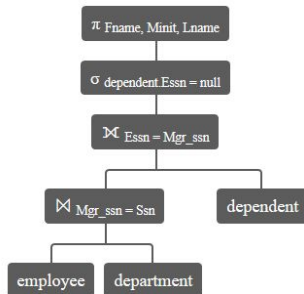 π Fname, Minit, Lname
σ dependent.Essn = null
⟕ Essn = Mgr_ssn
⋈ Mgr_ssn = Ssn
dependent
employee
department